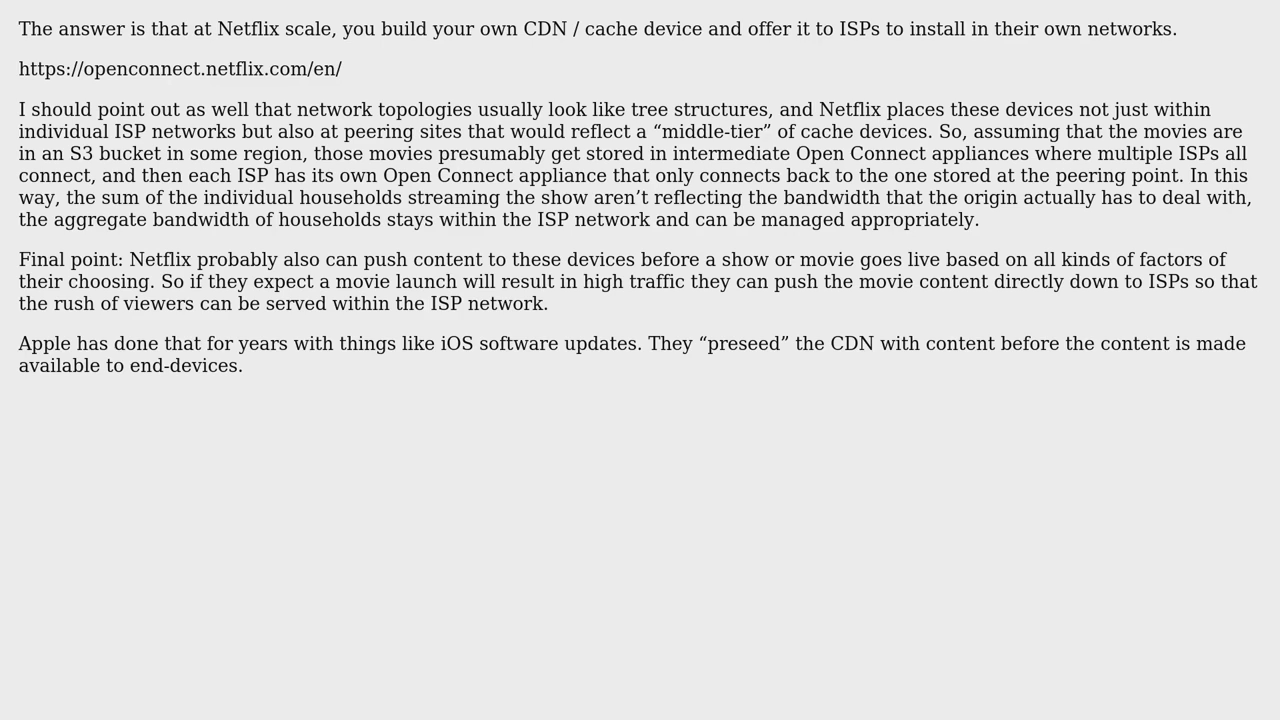 The answer is that at Netflix scale, you build your own CDN / cache device and offer it to ISPs to install in their own networks.
https://openconnect.netflix.com/en/
I should point out as well that network topologies usually look like tree structures, and Netflix places these devices not just within
individual ISP networks but also at peering sites that would reflect a “middle-tier” of cache devices. So, assuming that the movies are
in an S3 bucket in some region, those movies presumably get stored in intermediate Open Connect appliances where multiple ISPs all
connect, and then each ISP has its own Open Connect appliance that only connects back to the one stored at the peering point. In this
way, the sum of the individual households streaming the show aren’t reflecting the bandwidth that the origin actually has to deal with,
the aggregate bandwidth of households stays within the ISP network and can be managed appropriately.
Final point: Netflix probably also can push content to these devices before a show or movie goes live based on all kinds of factors of
their choosing. So if they expect a movie launch will result in high traffic they can push the movie content directly down to ISPs so that
the rush of viewers can be served within the ISP network.
Apple has done that for years with things like iOS software updates. They “preseed” the CDN with content before the content is made
available to end-devices.